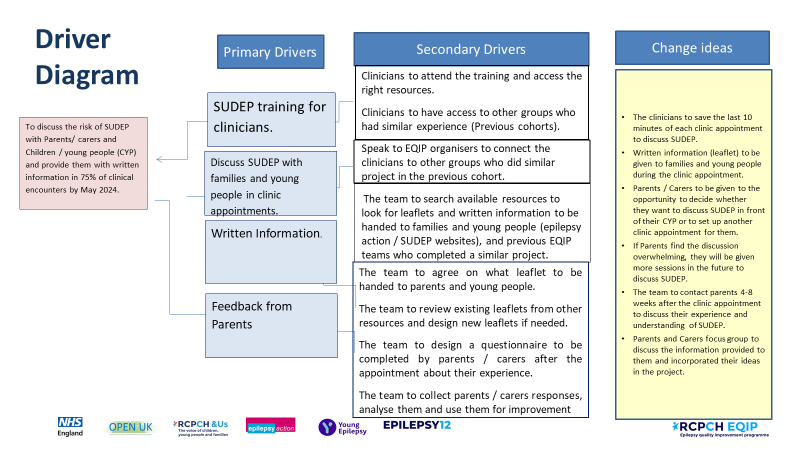 Driver
Diagram
Primary Drivers
Secondary Drivers
Change ideas
To discuss the risk of SUDEP
with Parents/ carers and
Children / young people (CYP)
and provide them with written
information in 75% of clinical
encounters by May 2024.
SUDEP training for
clinicians.
Discuss SUDEP with
families and young
people in clinic
appointments.
Written Information.
Feedback from
Parents
Clinicians to attend the training and access the
right resources.
Clinicians to have access to other groups who
had similar experience (Previous cohorts).
Speak to EQIP organisers to connect the
clinicians to other groups who did similar
project in the previous cohort.
The team to search available resources to
look for leaflets and written information to be
handed to families and young people (epilepsy
action / SUDEP websites), and previous EQIP
teams who completed a similar project.
The team to agree on what leaflet to be
handed to parents and young people.
The team to review existing leaflets from other
resources and design new leaflets if needed.
The team to design a questionnaire to be
completed by parents / carers after the
appointment about their experience.
The team to collect parents / carers responses,
analyse them and use them for improvement
• The clinicians to save the last 10
minutes of each clinic appointment
to discuss SUDEP.
• Written information (leaflet) to be
given to families and young people
during the clinic appointment.
• Parents / Carers to be given to the
opportunity to decide whether
they want to discuss SUDEP in front
of their CYP or to set up another
clinic appointment for them.
• If Parents find the discussion
overwhelming, they will be given
more sessions in the future to
discuss SUDEP.
• The team to contact parents 4-8
weeks after the clinic appointment
to discuss their experience and
understanding of SUDEP.
• Parents and Carers focus group to
discuss the information provided to
them and incorporated their ideas
in the project.
NHS
England
OPEN UK
RCPCH &Us
The voice of children,
young people and families
epilepsy action
Young
Epilepsy
EPILEPSY12
RCPCH EQIP
Epilepsy quality improvement programme